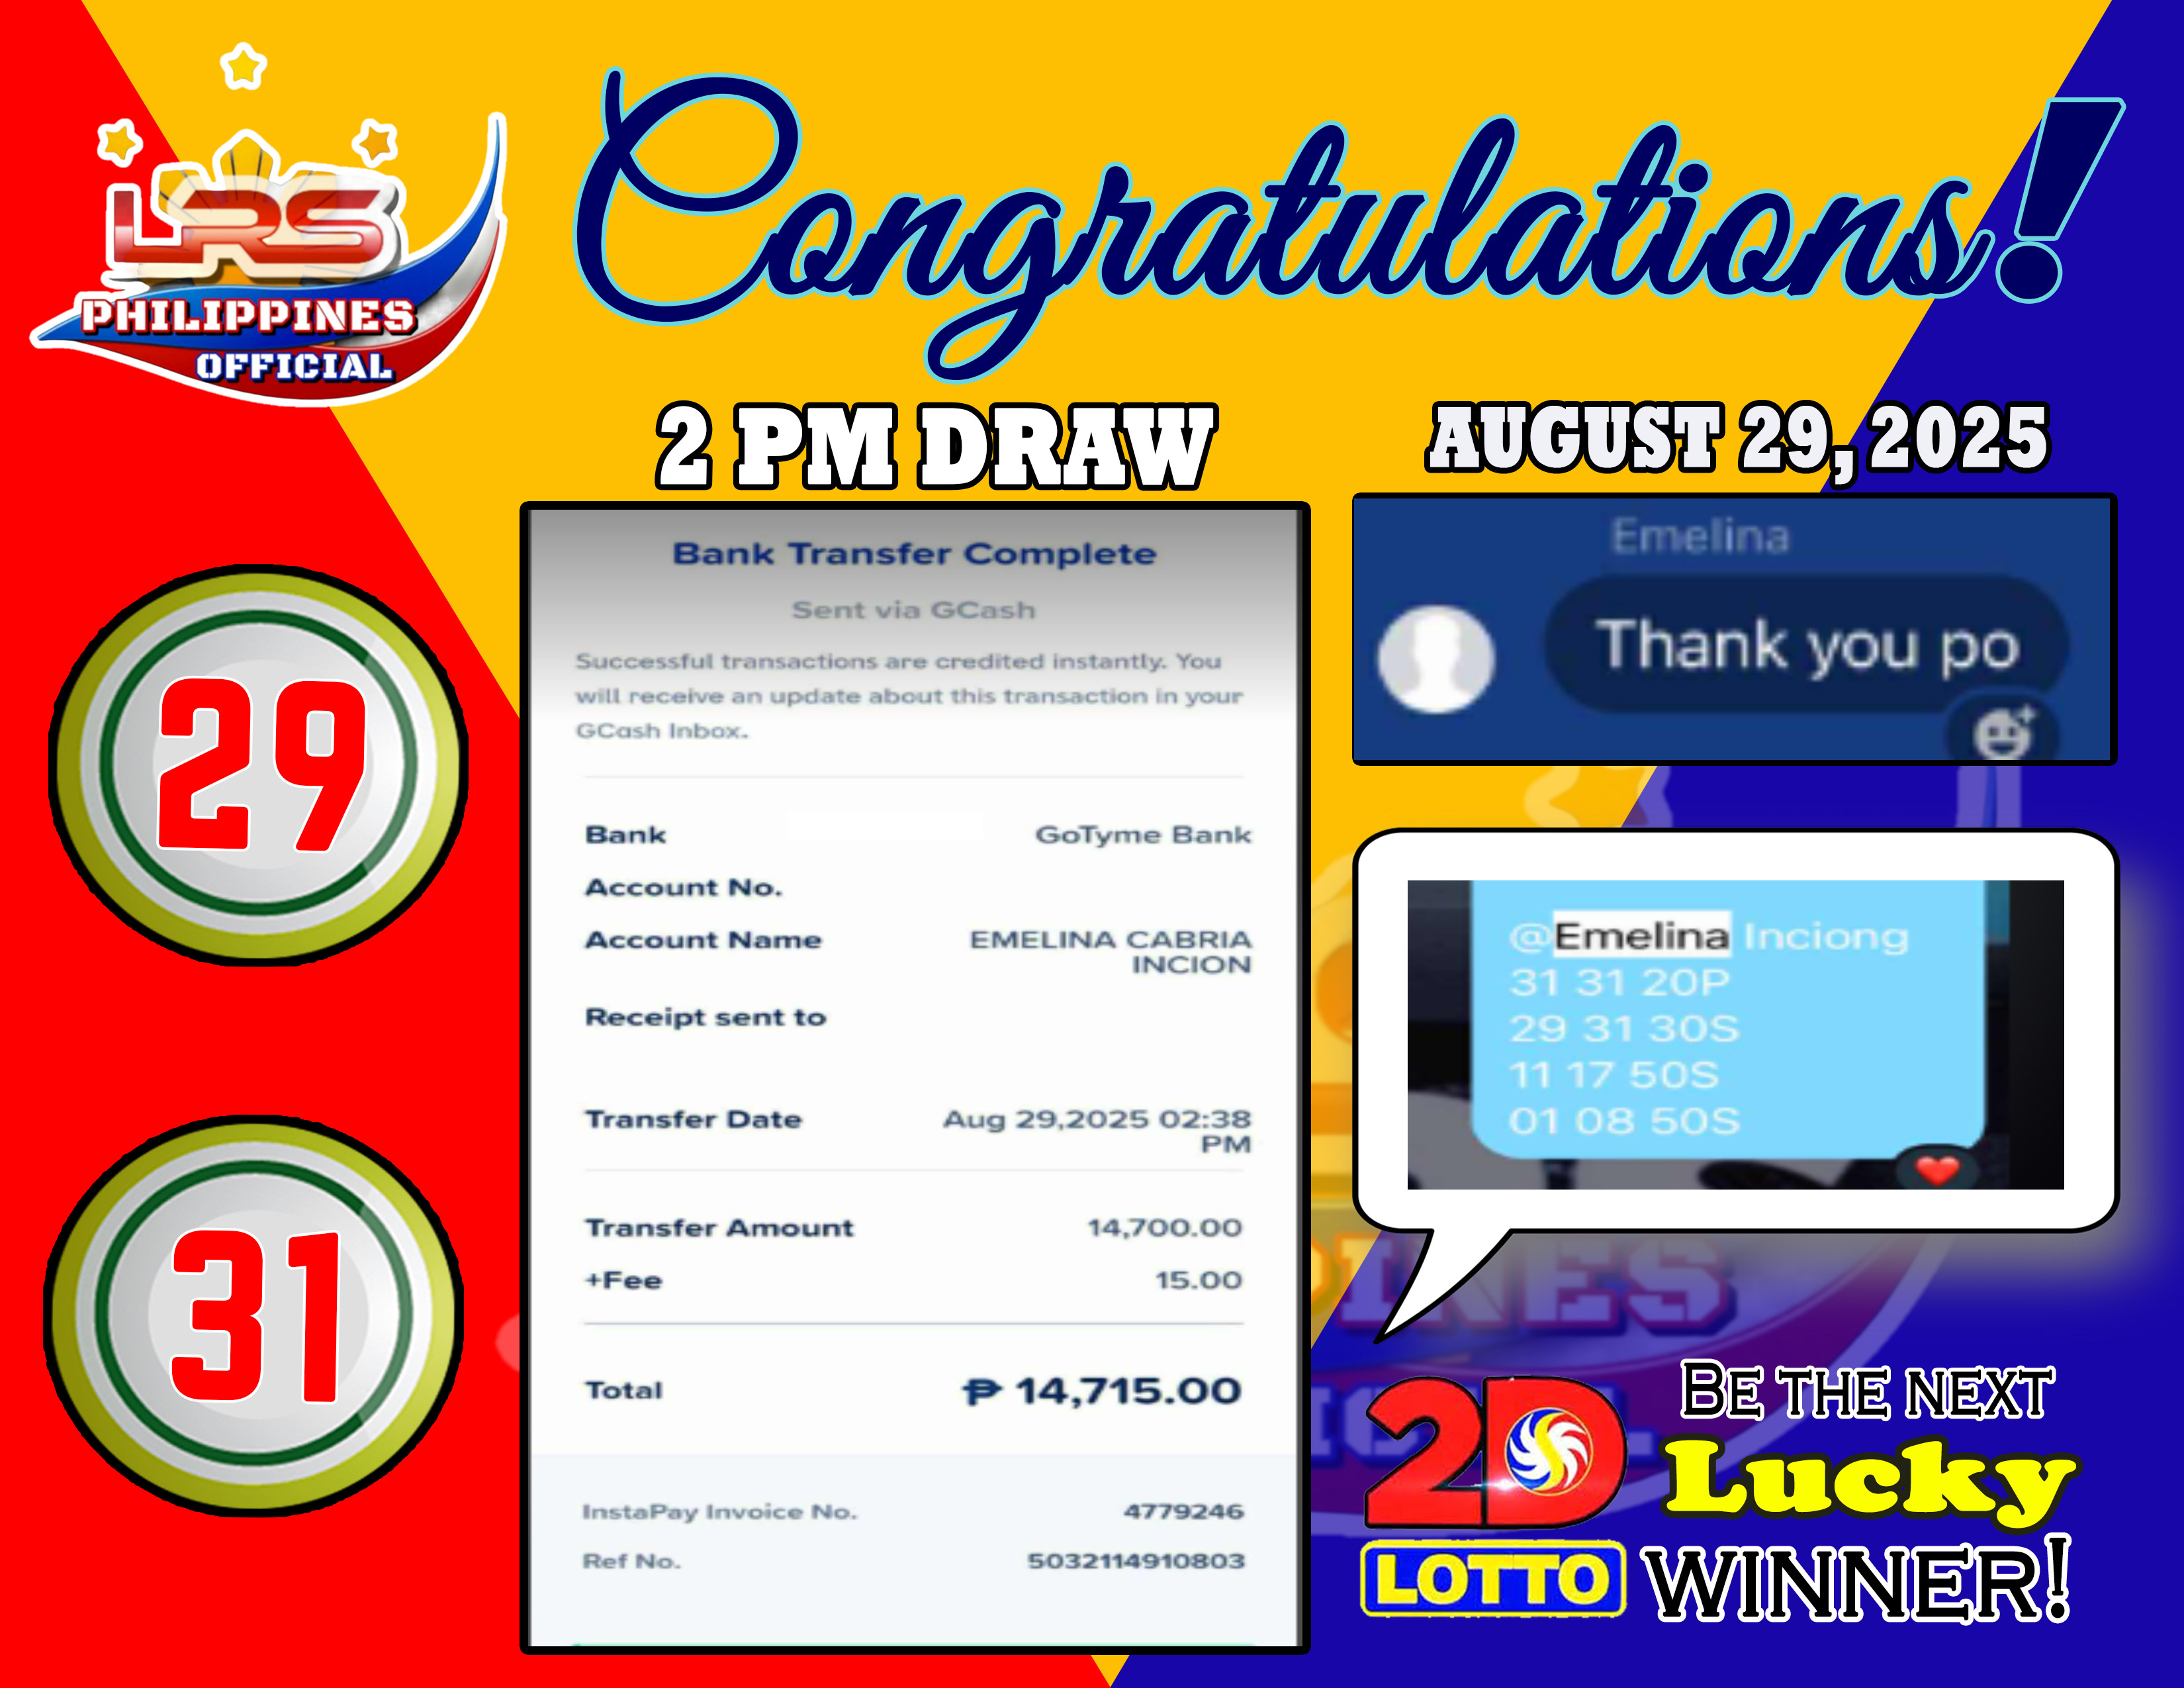 LRS
PHILIPPINES
OFFICIAL
Congratulations!
2 PM DRAW
AUGUST 29, 2025
29
31
Bank Transfer Complete
Sent via GCash
Successful transactions are credited instantly. You
will receive an update about this transaction in your
GCash Inbox.
Bank GoTyme Bank
Account No.
Account Name EMELINA CABRIA
INCION
Receipt sent to
Transfer Date Aug 29,2025 02:38
PM
Transfer Amount 14,700.00
+Fee 15.00
Total ₱ 14,715.00
InstaPay Invoice No. 4779246
Ref No. 5032114910803
Emelina
Thank you po
@Emelina Inciong
31 31 20P
29 31 30S
11 17 50S
01 08 50S
2D
LOTTO
BE THE NEXT
Lucky
WINNER!